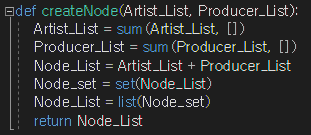 def createNode(Artist_List, Producer_List):
Artist_List = sum(Artist_List, [])
Producer_List = sum(Producer_List, [])
Node_List = Artist_List + Producer_List
Node_set = set(Node_List)
Node_List = list(Node_set)
return Node_List